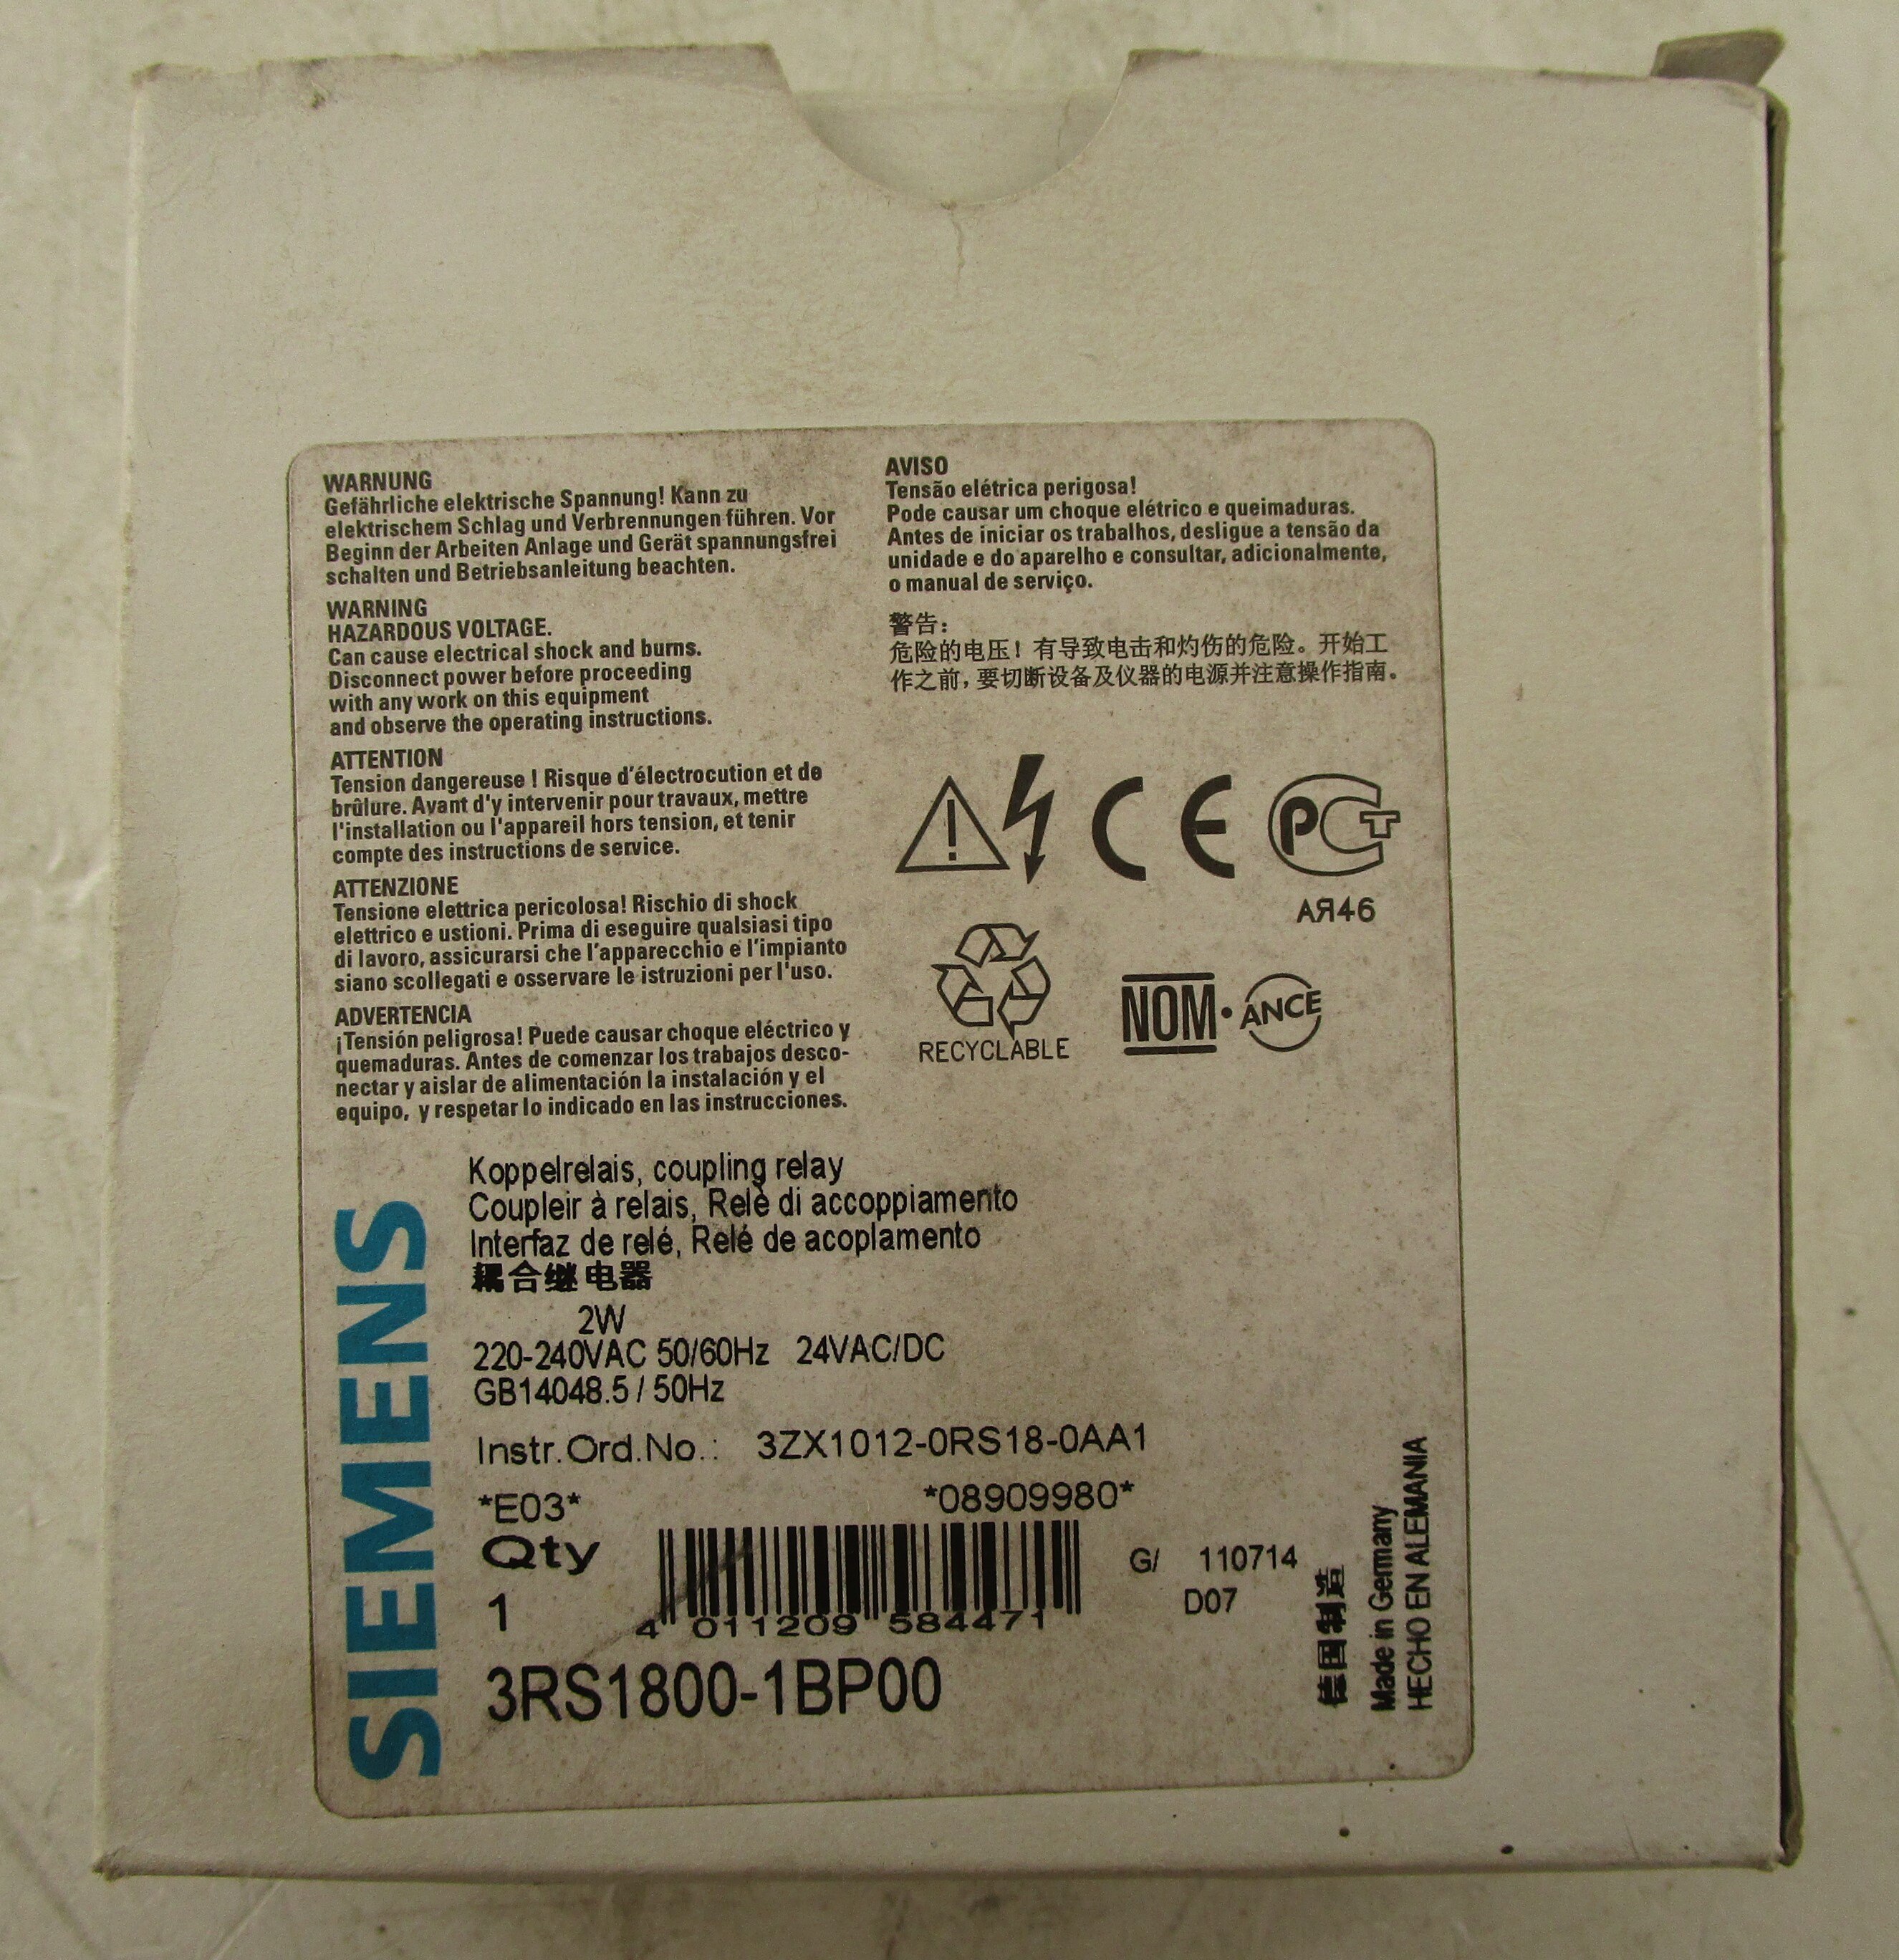 WARNUNG
Gefährliche elektrische Spannung! Kann zu
elektrischem Schlag und Verbrennungen führen. Vor
Beginn der Arbeiten Anlage und Gerät spannungsfrei
schalten und Betriebsanleitung beachten.
WARNING
HAZARDOUS VOLTAGE.
Can cause electrical shock and burns.
Disconnect power before proceeding
with any work on this equipment
and observe the operating instructions.
ATTENTION
Tension dangereuse ! Risque d'électrocution et de
brûlure. Avant d'y intervenir pour travaux, mettre
l'installation ou l'appareil hors tension, et tenir
compte des instructions de service.
ATTENZIONE
Tensione elettrica pericolosa! Rischio di shock
elettrico e ustioni. Prima di eseguire qualsiasi tipo
di lavoro, assicurarsi che l'apparecchio e l'impianto
siano scollegati e osservare le istruzioni per l'uso.
ADVERTENCIA
¡Tensión peligrosa! Puede causar choque eléctrico y
quemaduras. Antes de comenzar los trabajos desco-
nectar y aislar de alimentación la instalación y el
equipo, y respetar lo indicado en las instrucciones.
AVISO
Tensão elétrica perigosa!
Pode causar um choque elétrico e queimaduras.
Antes de iniciar os trabalhos, desligue a tensão da
unidade e do aparelho e consultar, adicionalmente,
o manual de serviço.
警告：
危险的电压！有导致电击和灼伤的危险。开始工
作之前，要切断设备及仪器的电源并注意操作指南。
CE PCT
АЯ46
RECYCLABLE
NOM · ANCE
SIEMENS
Koppelrelais, coupling relay
Coupleir à relais, Relè di accoppiamento
Interfaz de relé, Relé de acoplamento
耦合继电器
2W
220-240VAC 50/60Hz 24VAC/DC
GB14048.5 / 50Hz
Instr.Ord.No.: 3ZX1012-0RS18-0AA1
*E03* *08909980*
Qty
1
4 011209 584471
G/ 110714
D07
3RS1800-1BP00
德国制造
Made in Germany
HECHO EN ALEMANIA